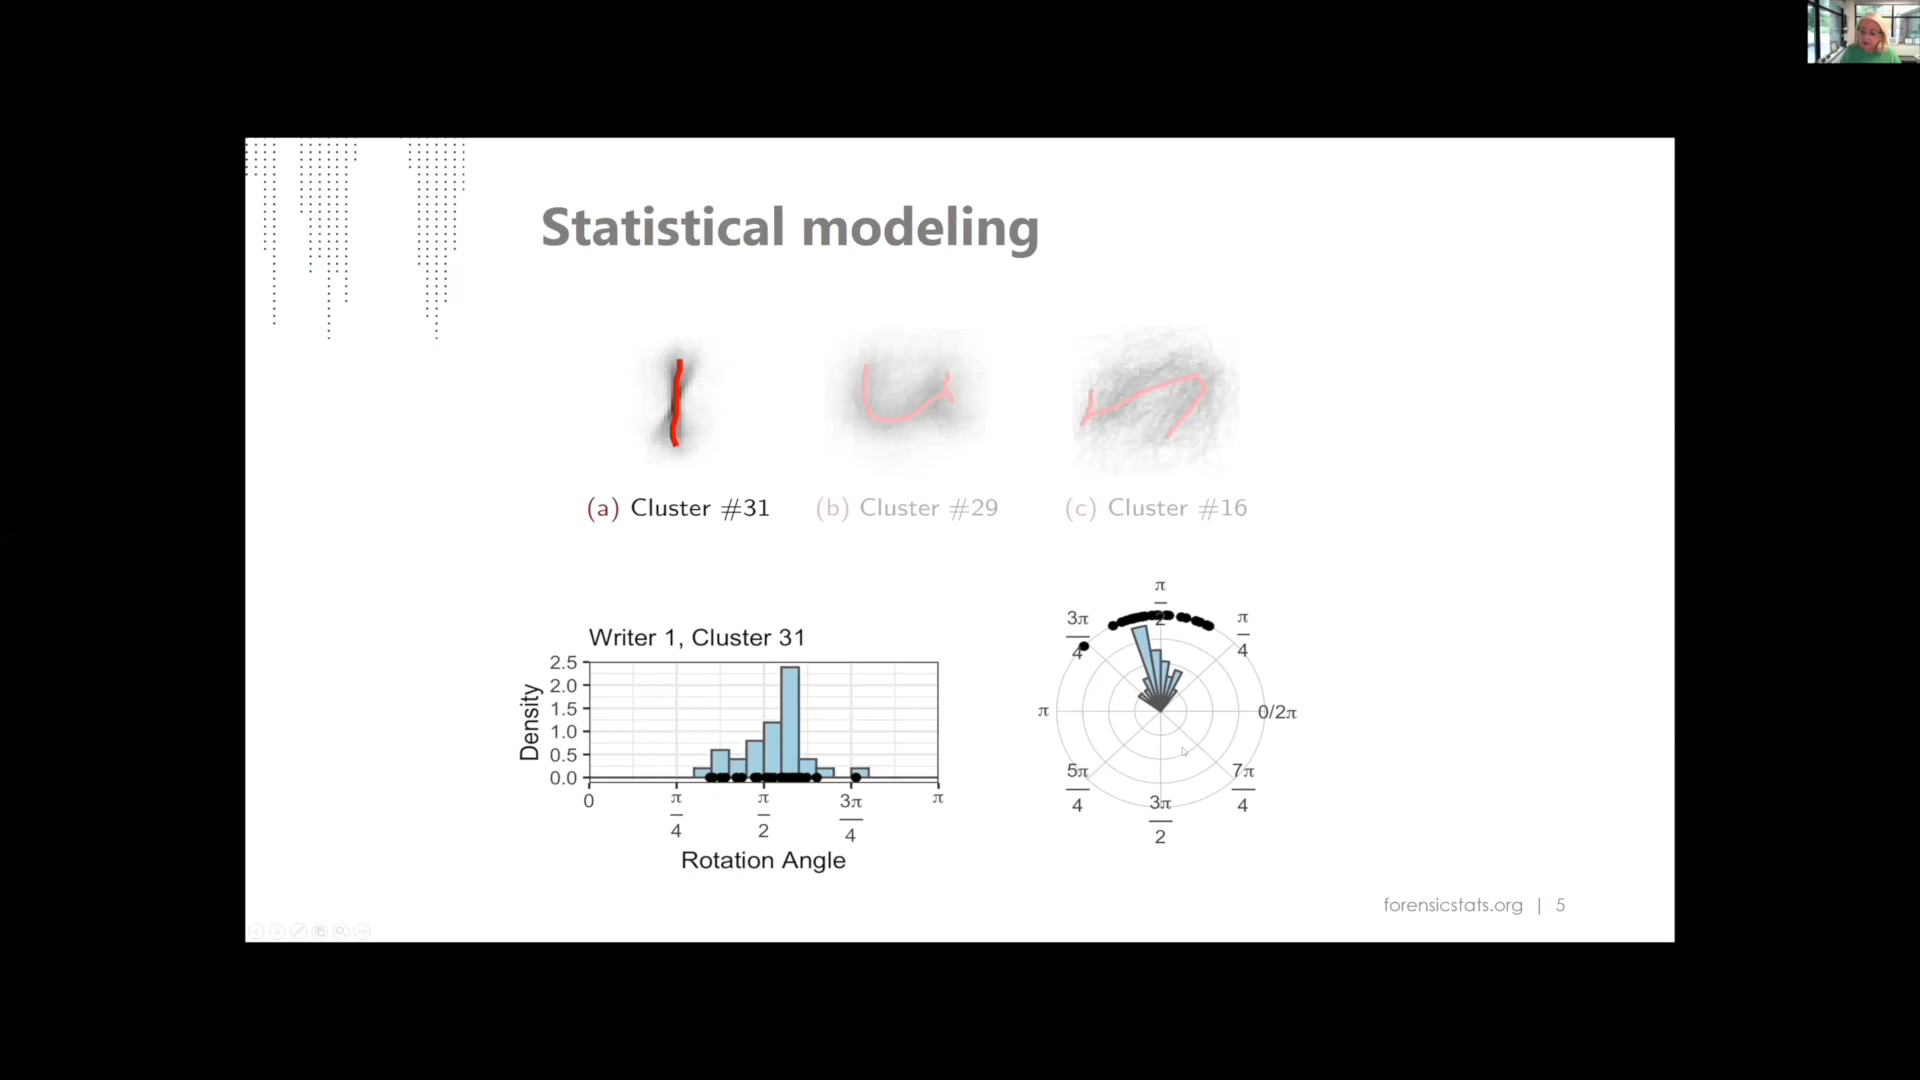 Statistical modeling
(a) Cluster #31
(b) Cluster #29
(c) Cluster #16
Writer 1, Cluster 31
Density
2.5
2.0
1.5
1.0
0.5
0.0
0
π/4
π/2
3π/4
π
Rotation Angle
π/2
3π/4
π/4
π
0/2π
5π/4
7π/4
3π/2
forensicstats.org | 5